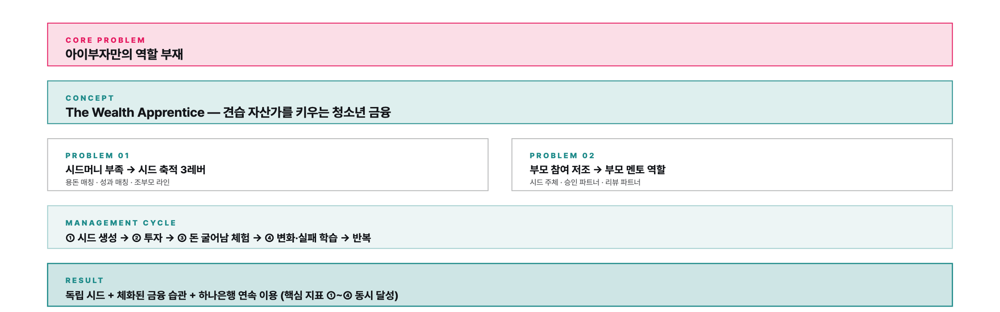 CORE PROBLEM
아이부자만의 역할 부재
CONCEPT
The Wealth Apprentice — 견습 자산가를 키우는 청소년 금융
PROBLEM 01
시드머니 부족 → 시드 축적 3레버
용돈 매칭 · 성과 매칭 · 조부모 라인
PROBLEM 02
부모 참여 저조 → 부모 멘토 역할
시드 주체 · 승인 파트너 · 리뷰 파트너
MANAGEMENT CYCLE
① 시드 생성 → ② 투자 → ③ 돈 굴어남 체험 → ④ 변화·실패 학습 → 반복
RESULT
독립 시드 + 체화된 금융 습관 + 하나은행 연속 이용 (핵심 지표 ①~④ 동시 달성)